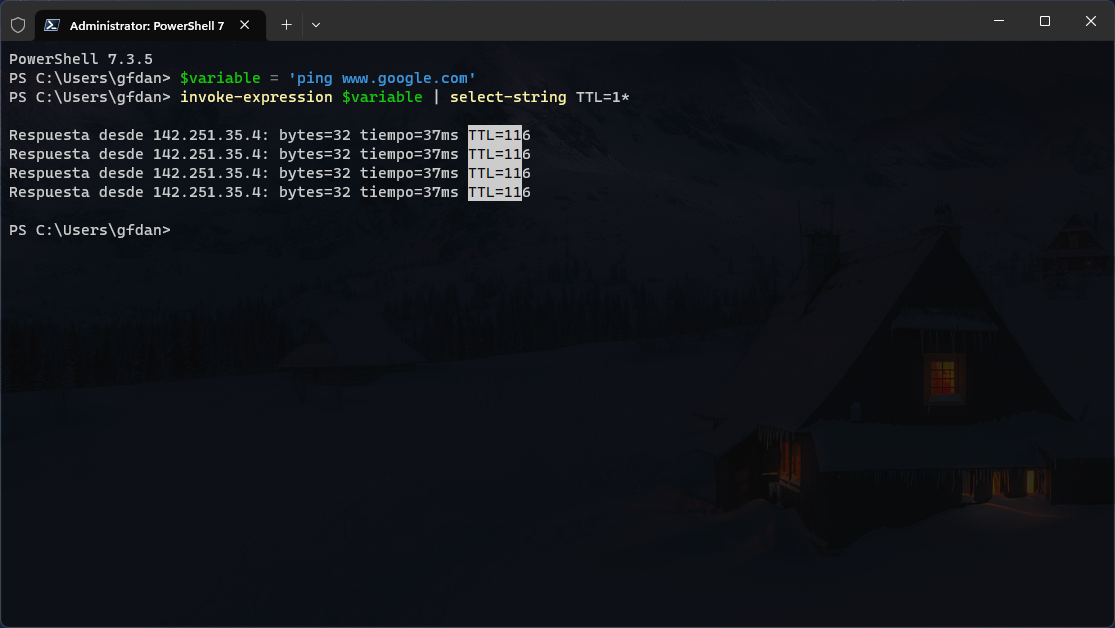 Administrator: PowerShell 7
PowerShell 7.3.5
PS C:\Users\gfdan> $variable = 'ping www.google.com'
PS C:\Users\gfdan> invoke-expression $variable | select-string TTL=1*
Respuesta desde 142.251.35.4: bytes=32 tiempo=37ms TTL=116
Respuesta desde 142.251.35.4: bytes=32 tiempo=37ms TTL=116
Respuesta desde 142.251.35.4: bytes=32 tiempo=37ms TTL=116
Respuesta desde 142.251.35.4: bytes=32 tiempo=37ms TTL=116
PS C:\Users\gfdan>